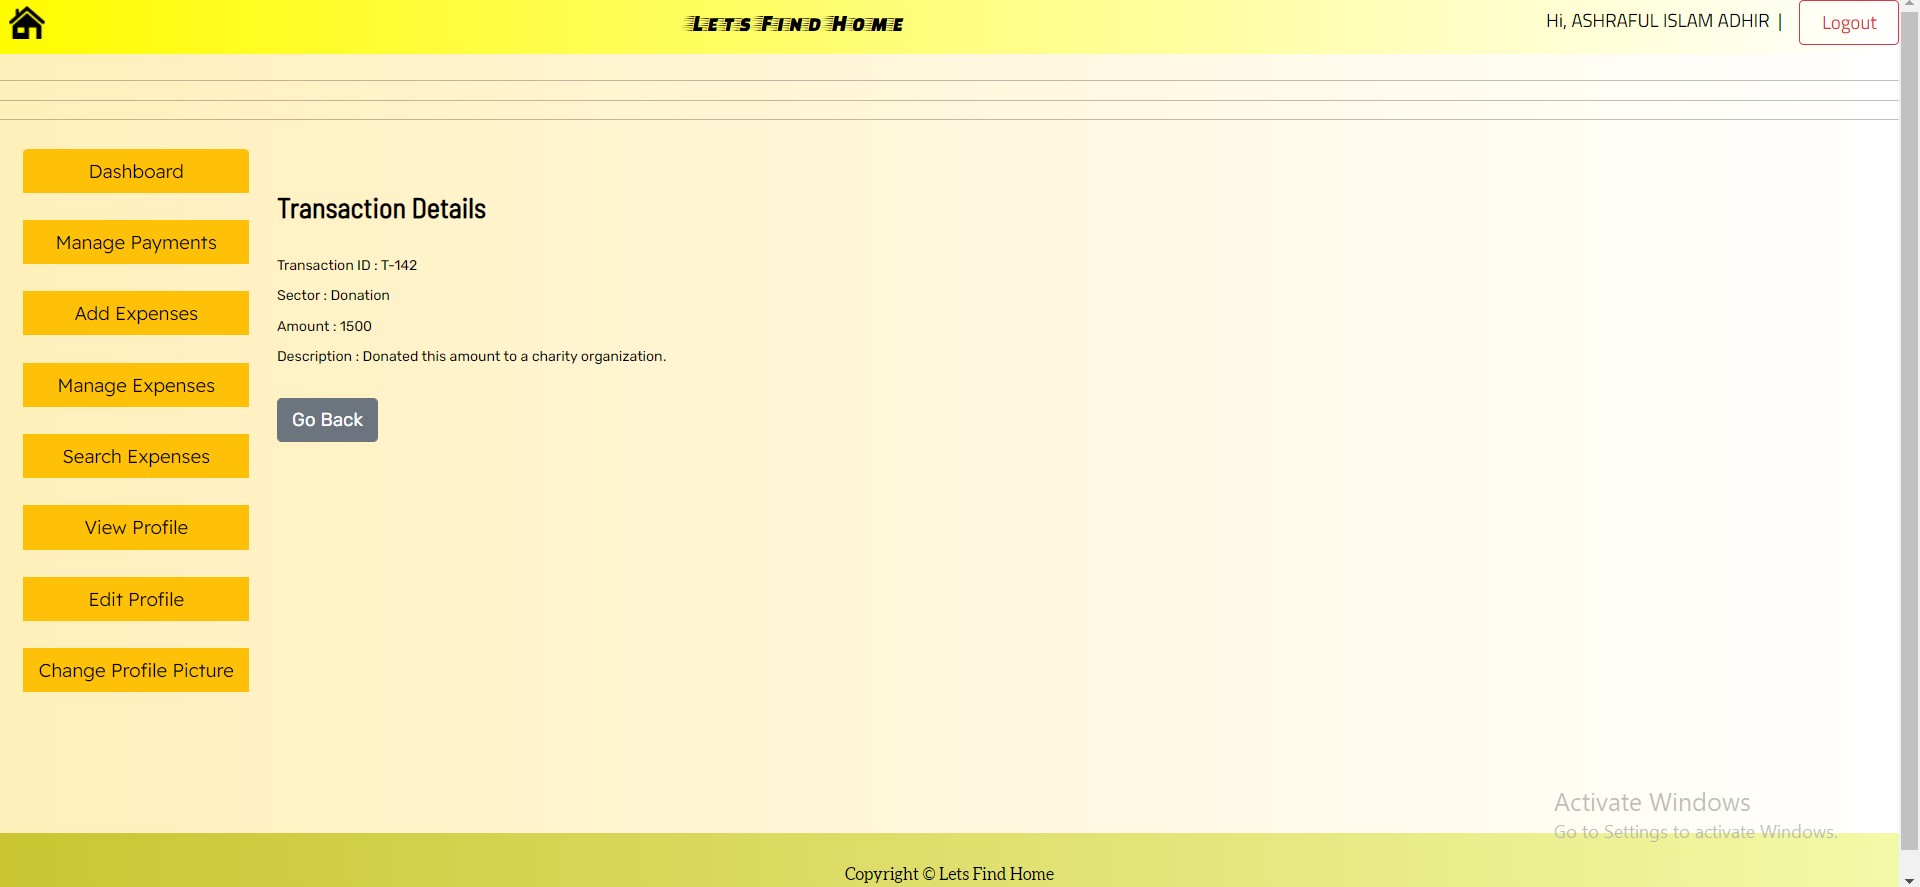 Lets Find Home
Hi, ASHRAFUL ISLAM ADHIR |
Logout
Dashboard
Manage Payments
Add Expenses
Manage Expenses
Search Expenses
View Profile
Edit Profile
Change Profile Picture
Transaction Details
Transaction ID : T-142
Sector : Donation
Amount : 1500
Description : Donated this amount to a charity organization.
Go Back
Activate Windows
Go to Settings to activate Windows.
Copyright © Lets Find Home